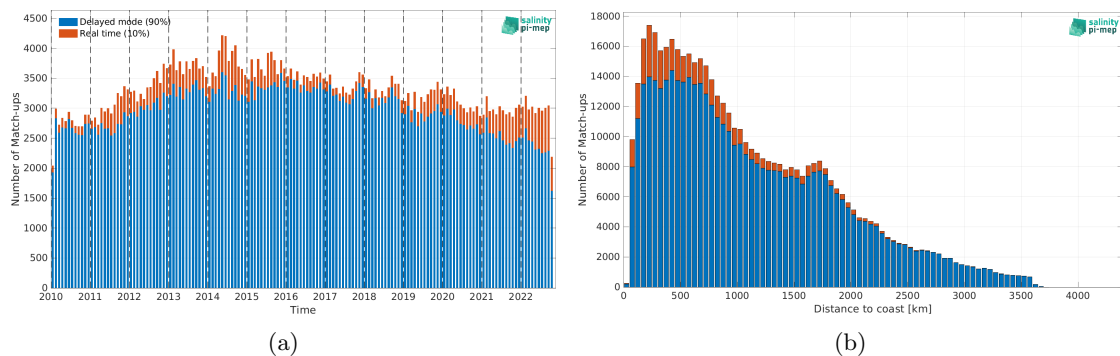 Delayed mode (90%)
Real time (10%)
salinity
pi-mep
Number of Match-ups
4500
4000
3500
3000
2500
2000
1500
1000
500
0
2010 2011 2012 2013 2014 2015 2016 2017 2018 2019 2020 2021 2022
Time
(a)
salinity
pi-mep
Number of Match-ups
18000
16000
14000
12000
10000
8000
6000
4000
2000
0
0 500 1000 1500 2000 2500 3000 3500 4000
Distance to coast [km]
(b)